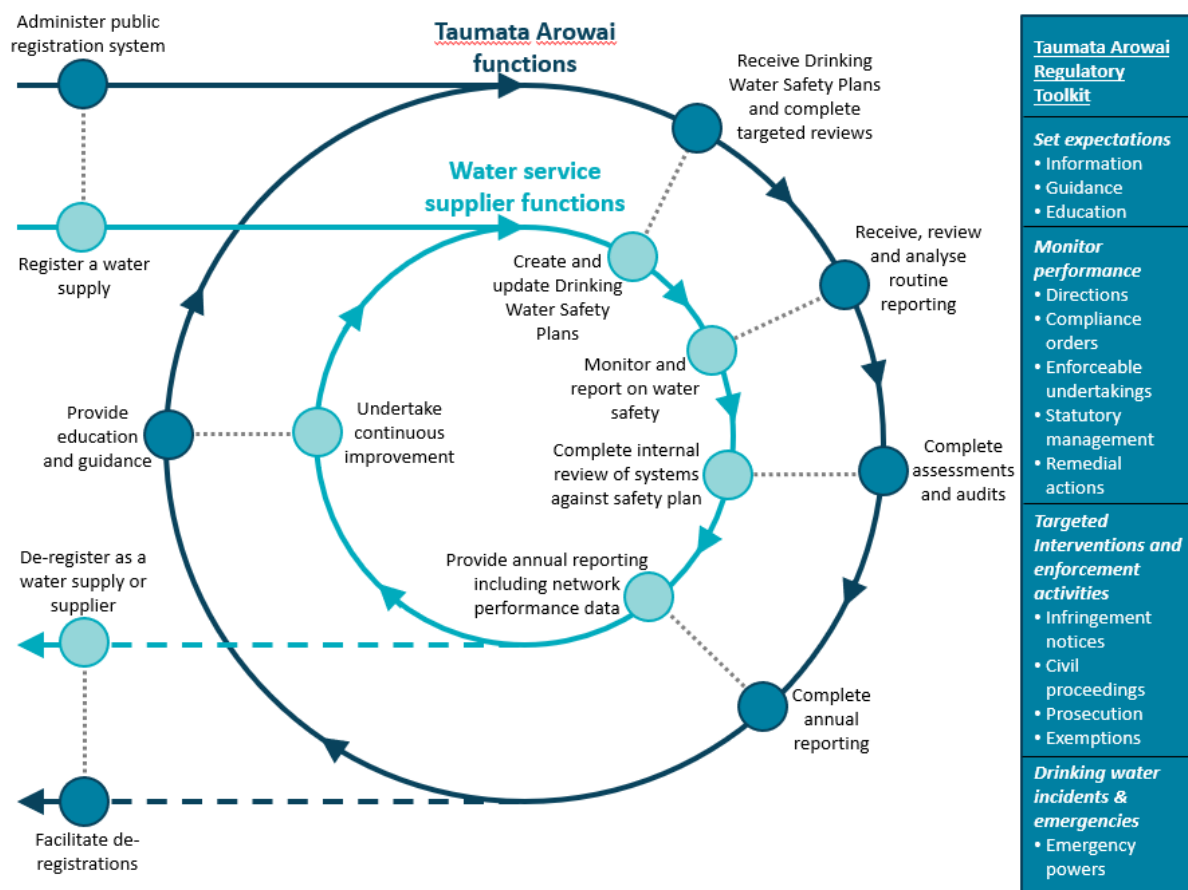 Administer public
registration system
Taumata Arowai
functions
Receive Drinking
Water Safety Plans
and complete
targeted reviews
Water service
supplier functions
Register a water
supply
Create and
update Drinking
Water Safety
Plans
Receive, review
and analyse
routine
reporting
Monitor and
report on water
safety
Provide
education
and guidance
Undertake
continuous
improvement
Complete internal
review of systems
against safety plan
Complete
assessments
and audits
De-register as a
water supply or
supplier
Provide annual reporting
including network
performance data
Complete
annual
reporting
Facilitate de-
registrations
Taumata Arowai
Regulatory
Toolkit
Set expectations
• Information
• Guidance
• Education
Monitor
performance
• Directions
• Compliance
orders
• Enforceable
undertakings
• Statutory
management
• Remedial
actions
Targeted
Interventions and
enforcement
activities
• Infringement
notices
• Civil
proceedings
• Prosecution
• Exemptions
Drinking water
incidents &
emergencies
• Emergency
powers